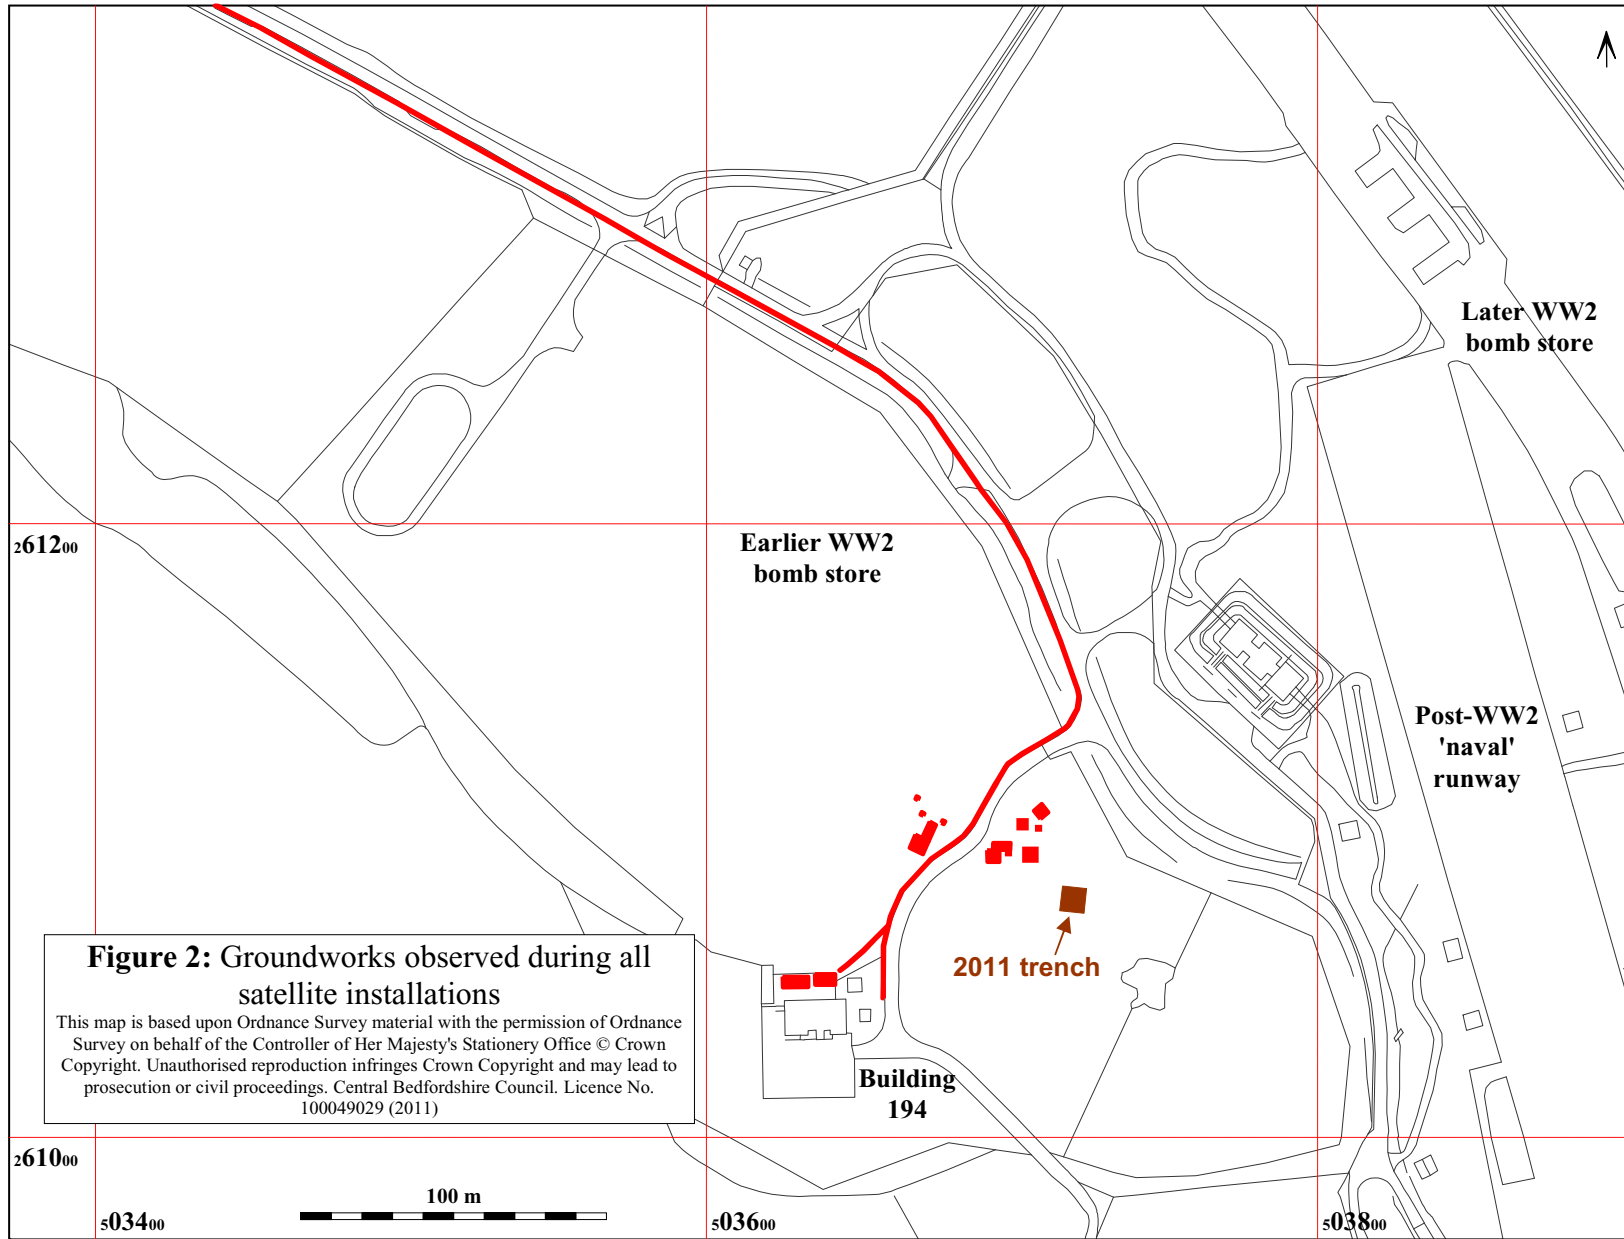 Later WW2
bomb store
261200
Earlier WW2
bomb store
Post-WW2
'naval'
runway
2011 trench
Figure 2: Groundworks observed during all
satellite installations
This map is based upon Ordnance Survey material with the permission of Ordnance
Survey on behalf of the Controller of Her Majesty's Stationery Office © Crown
Copyright. Unauthorised reproduction infringes Crown Copyright and may lead to
prosecution or civil proceedings. Central Bedfordshire Council. Licence No.
100049029 (2011)
Building
194
261000
100 m
503400
503600
503800